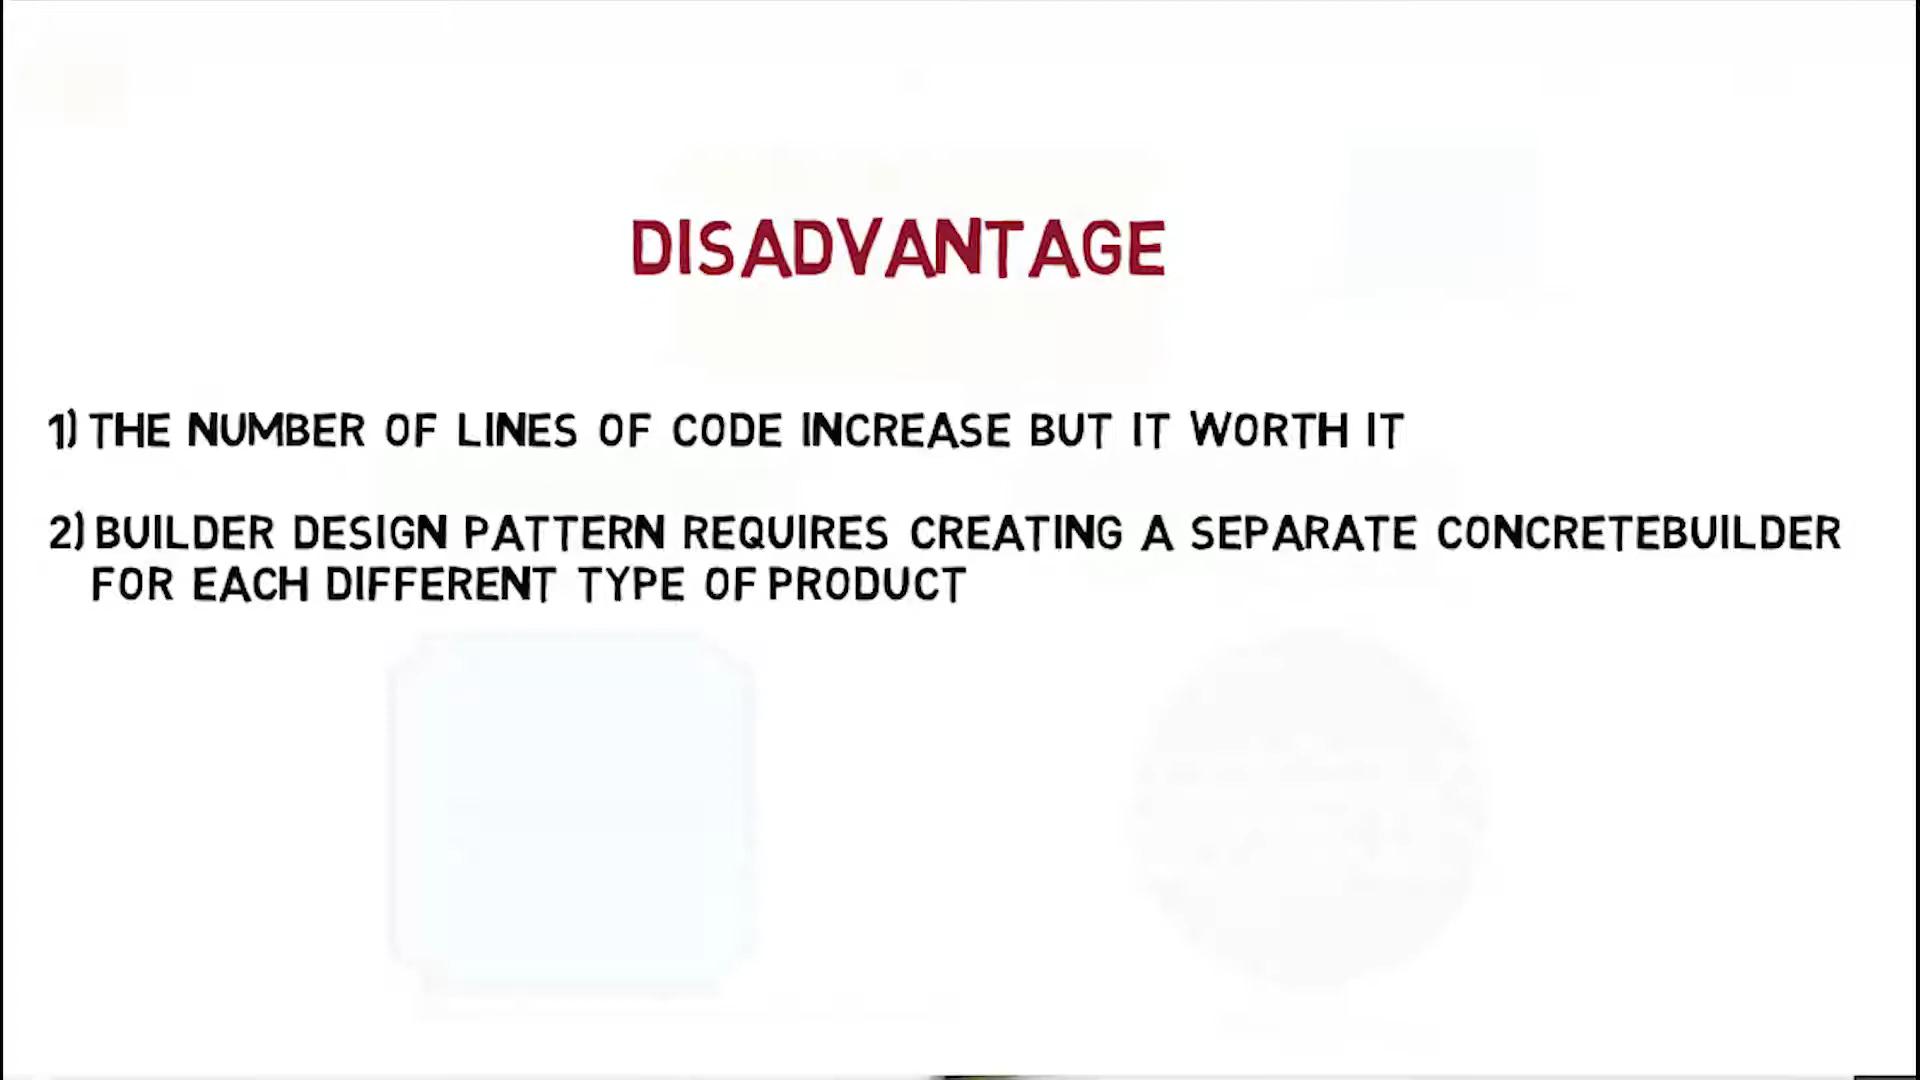 DISADVANTAGE
1) THE NUMBER OF LINES OF CODE INCREASE BUT IT WORTH IT
2) BUILDER DESIGN PATTERN REQUIRES CREATING A SEPARATE CONCRETEBUILDER
FOR EACH DIFFERENT TYPE OF PRODUCT